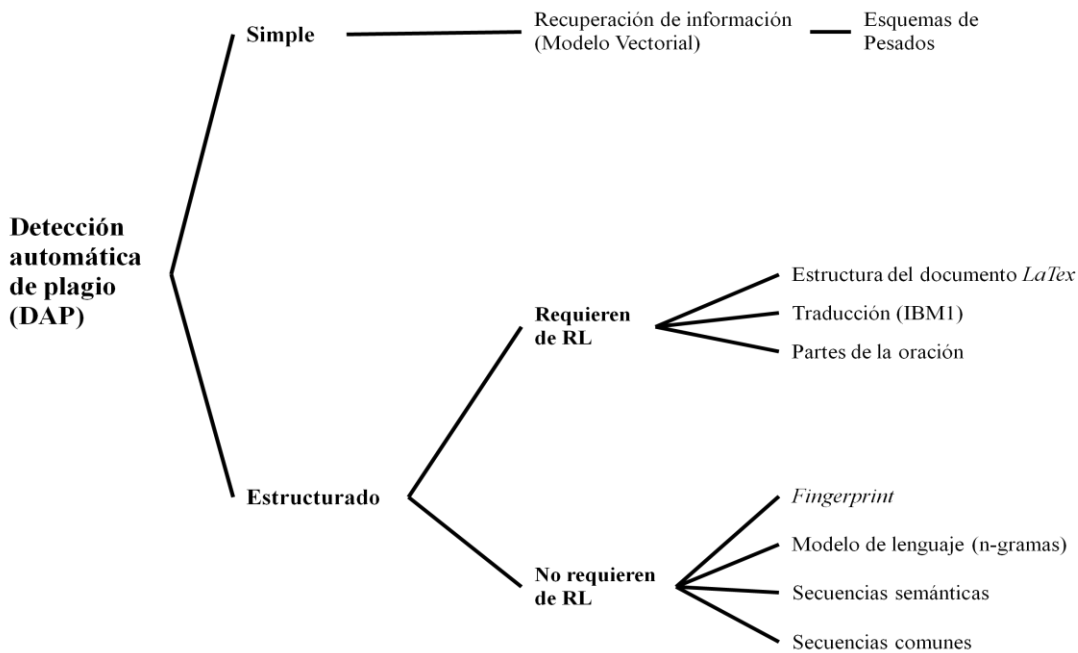 Simple
Recuperación de información
(Modelo Vectorial)
Esquemas de
Pesados
Detección
automática
de plagio
(DAP)
Requieren
de RL
Estructura del documento LaTex
Traducción (IBM1)
Partes de la oración
Estructurado
No requieren
de RL
Fingerprint
Modelo de lenguaje (n-gramas)
Secuencias semánticas
Secuencias comunes